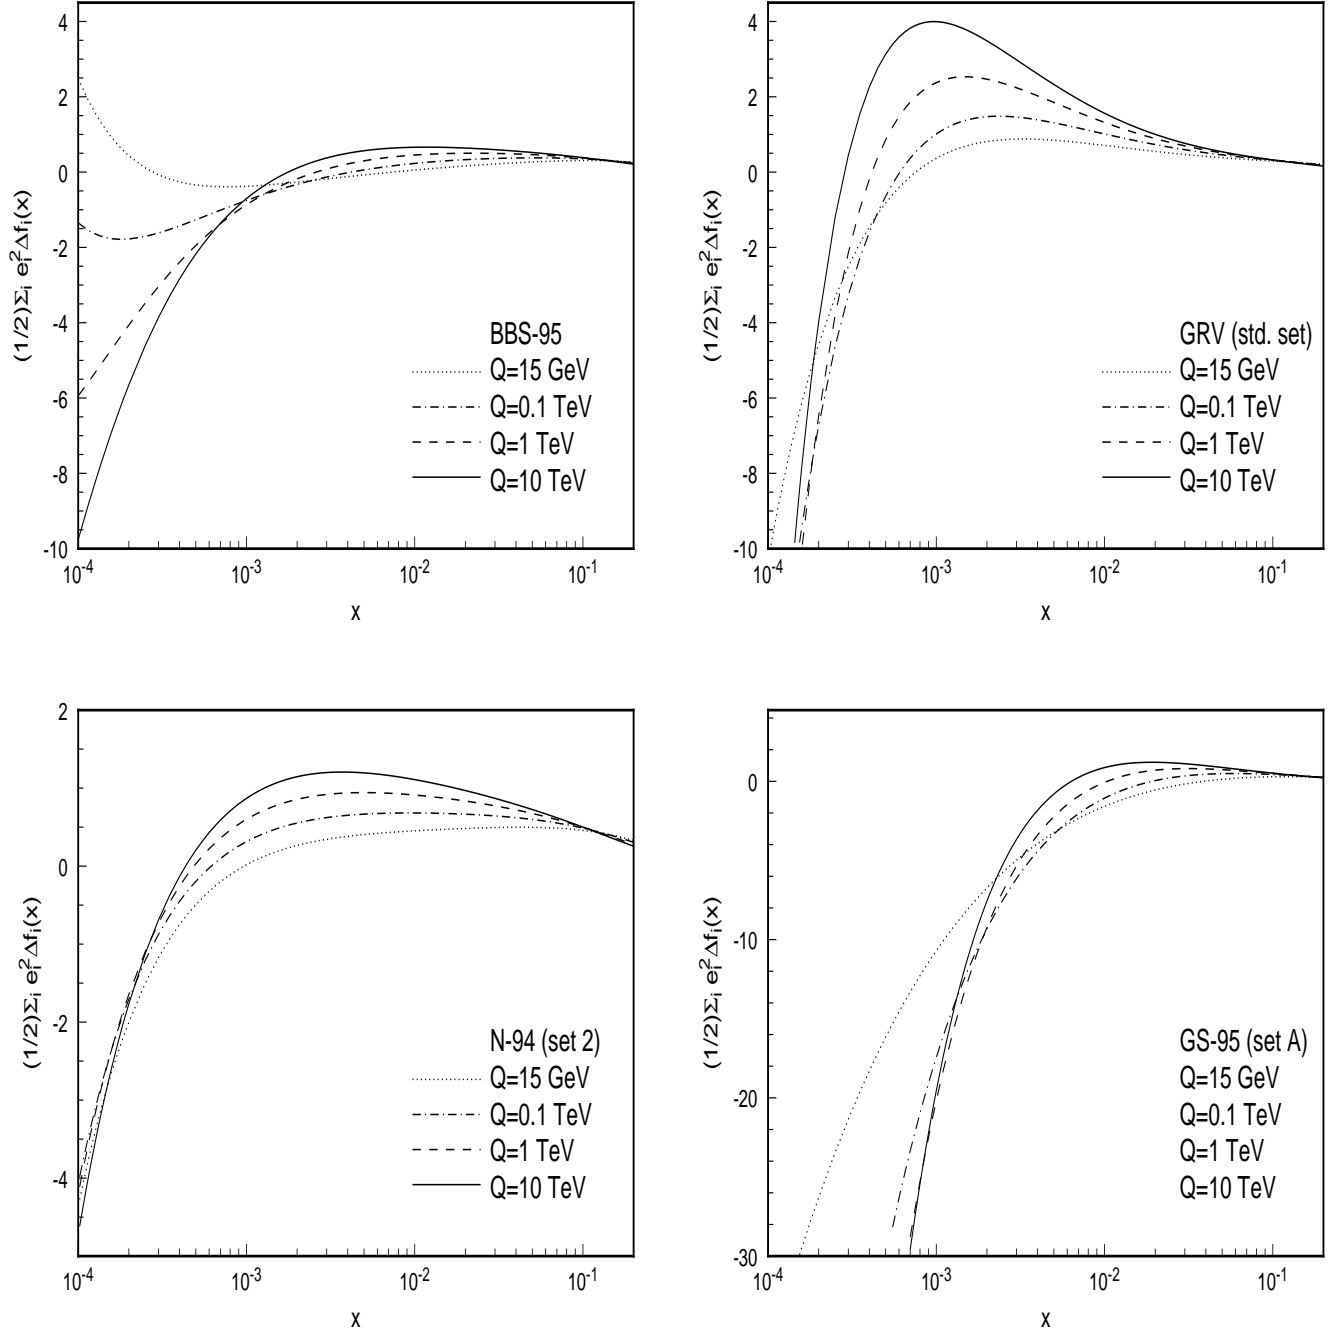 (1/2)Σi ei2Δfi(x)
4
2
0
-2
-4
-6
-8
-10
BBS-95
Q=15 GeV
Q=0.1 TeV
Q=1 TeV
Q=10 TeV
10-4
10-3
10-2
10-1
x
(1/2)Σi ei2Δfi(x)
4
2
0
-2
-4
-6
-8
-10
GRV (std. set)
Q=15 GeV
Q=0.1 TeV
Q=1 TeV
Q=10 TeV
10-4
10-3
10-2
10-1
x
(1/2)Σi ei2Δfi(x)
2
0
-2
-4
N-94 (set 2)
Q=15 GeV
Q=0.1 TeV
Q=1 TeV
Q=10 TeV
10-4
10-3
10-2
10-1
x
(1/2)Σi ei2Δfi(x)
0
-10
-20
-30
GS-95 (set A)
Q=15 GeV
Q=0.1 TeV
Q=1 TeV
Q=10 TeV
10-4
10-3
10-2
10-1
x